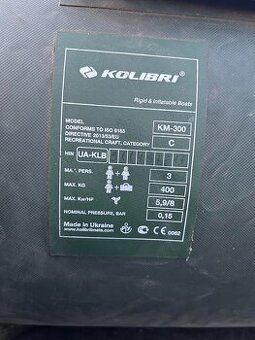 KOLIBRI
Rigid & Inflatable Boats
MODEL KM-300
CONFORMS TO ISO 6185
DIRECTIVE 2013/53/EU
RECREATIONAL CRAFT, CATEGORY C
HIN UA-KLB
MAX. PERS. 3
MAX. KG 400
MAX. Kw/HP 5,9/8
NOMINAL PRESSURE, BAR 0,15
Made in Ukraine
www.kolibriboats.com
CE 0062